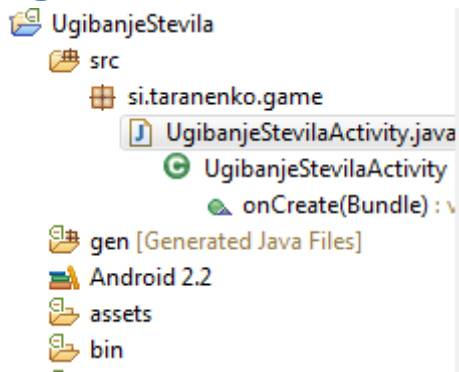 UgibanjeStevila
src
si.taranenko.game
UgibanjeStevilaActivity.java
UgibanjeStevilaActivity
onCreate(Bundle) :
gen [Generated Java Files]
Android 2.2
assets
bin